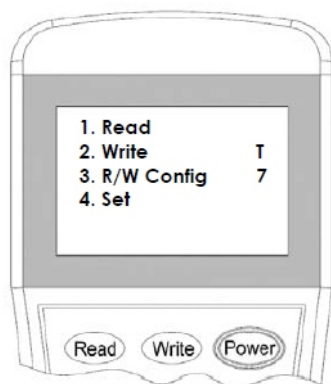 1. Read
2. Write T
3. R/W Config 7
4. Set
Read Write Power